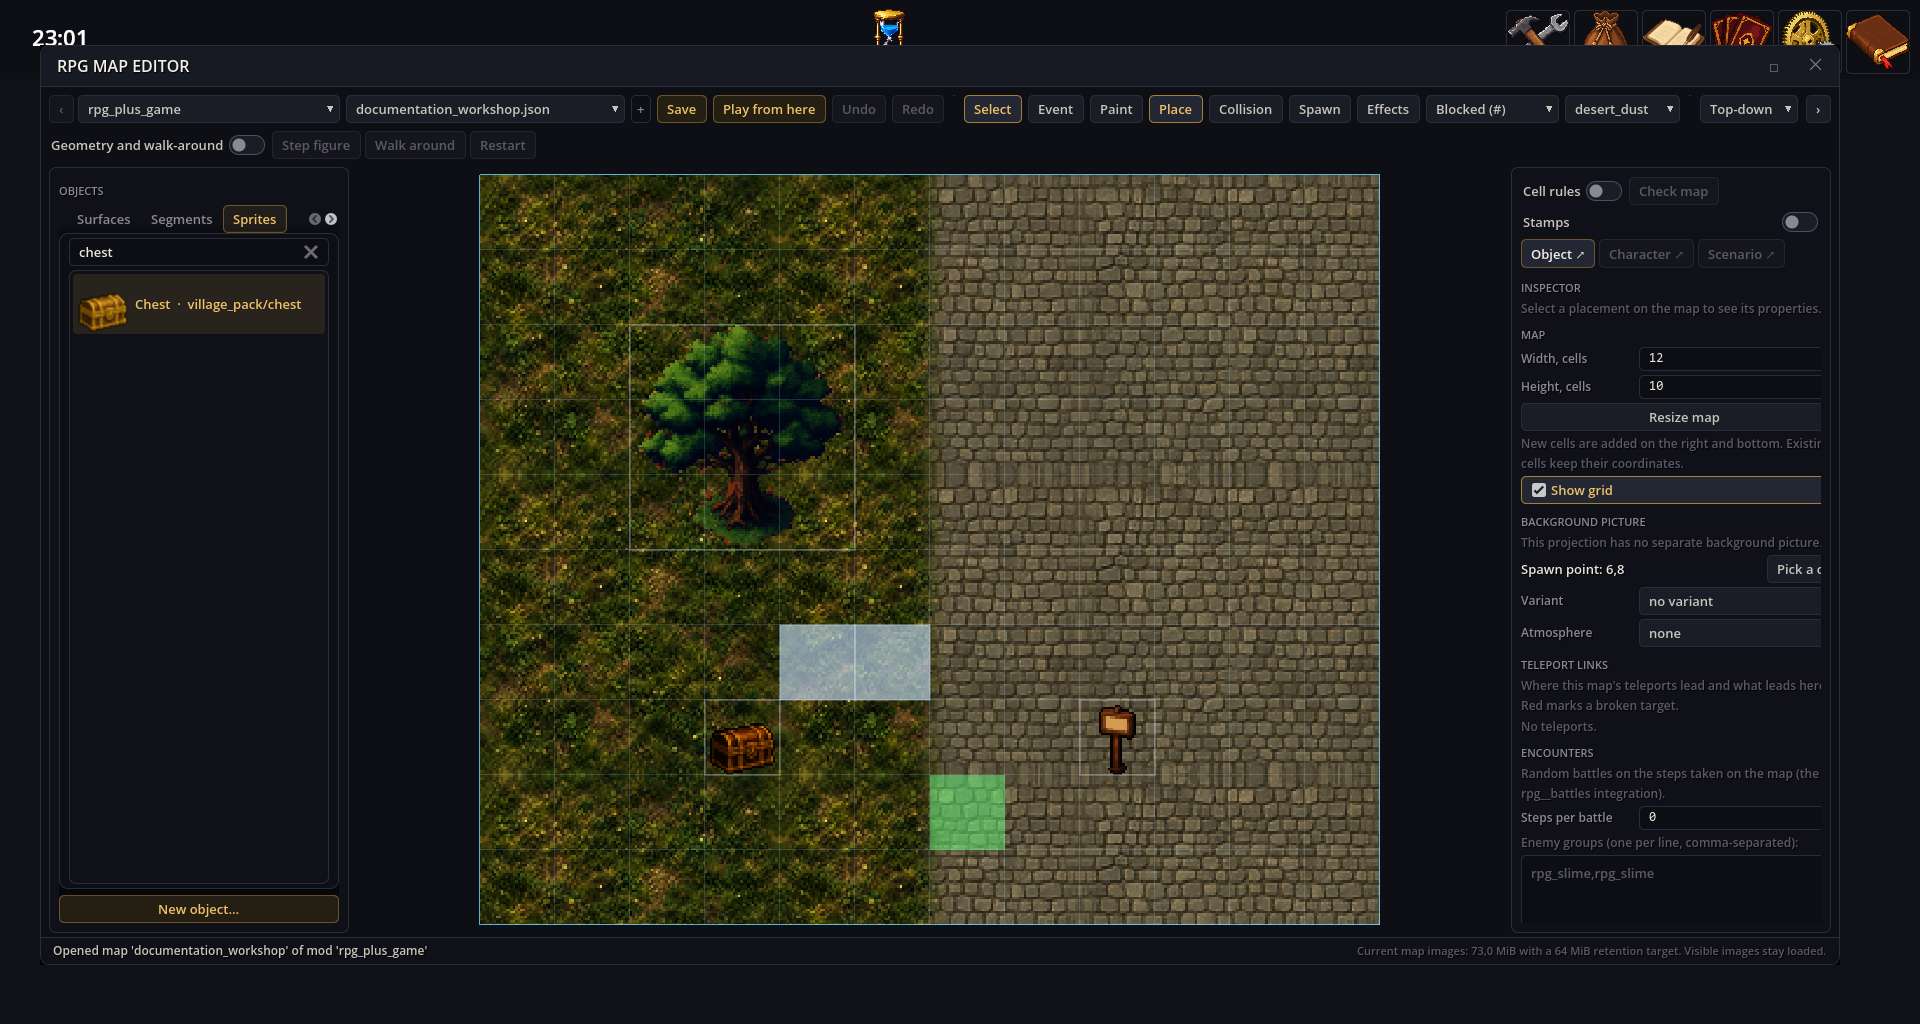 23:01
RPG MAP EDITOR
rpg_plus_game
documentation_workshop.json
+
Save
Play from here
Undo
Redo
Select
Event
Paint
Place
Collision
Spawn
Effects
Blocked (#)
desert_dust
Top-down
Geometry and walk-around
Step figure
Walk around
Restart
OBJECTS
Surfaces
Segments
Sprites
chest
Chest · village_pack/chest
New object...
Cell rules
Check map
Stamps
Object ↗
Character ↗
Scenario ↗
INSPECTOR
Select a placement on the map to see its properties.
MAP
Width, cells
12
Height, cells
10
Resize map
New cells are added on the right and bottom. Existin
cells keep their coordinates.
Show grid
BACKGROUND PICTURE
This projection has no separate background picture.
Spawn point: 6,8
Pick a c
Variant
no variant
Atmosphere
none
TELEPORT LINKS
Where this map's teleports lead and what leads here
Red marks a broken target.
No teleports.
ENCOUNTERS
Random battles on the steps taken on the map (the
rpg__battles integration).
Steps per battle
0
Enemy groups (one per line, comma-separated):
rpg_slime,rpg_slime
Opened map 'documentation_workshop' of mod 'rpg_plus_game'
Current map images: 73,0 MiB with a 64 MiB retention target. Visible images stay loaded.